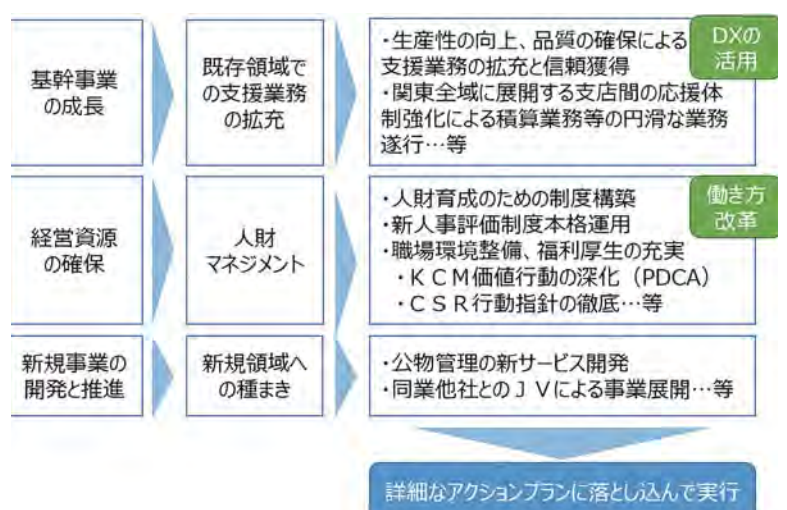 基幹事業
の成長
既存領域で
の支援業務
の拡充
・生産性の向上、品質の確保による
支援業務の拡充と信頼獲得
・関東全域に展開する支店間の応援体
制強化による積算業務等の円滑な業務
遂行…等
DXの
活用
経営資源
の確保
人財
マネジメント
・人財育成のための制度構築
・新人事評価制度本格運用
・職場環境整備、福利厚生の充実
・ＫＣＭ価値行動の深化（PDCA）
・ＣＳＲ行動指針の徹底…等
働き方
改革
新規事業の
開発と推進
新規領域へ
の種まき
・公物管理の新サービス開発
・同業他社とのＪＶによる事業展開…等
詳細なアクションプランに落とし込んで実行